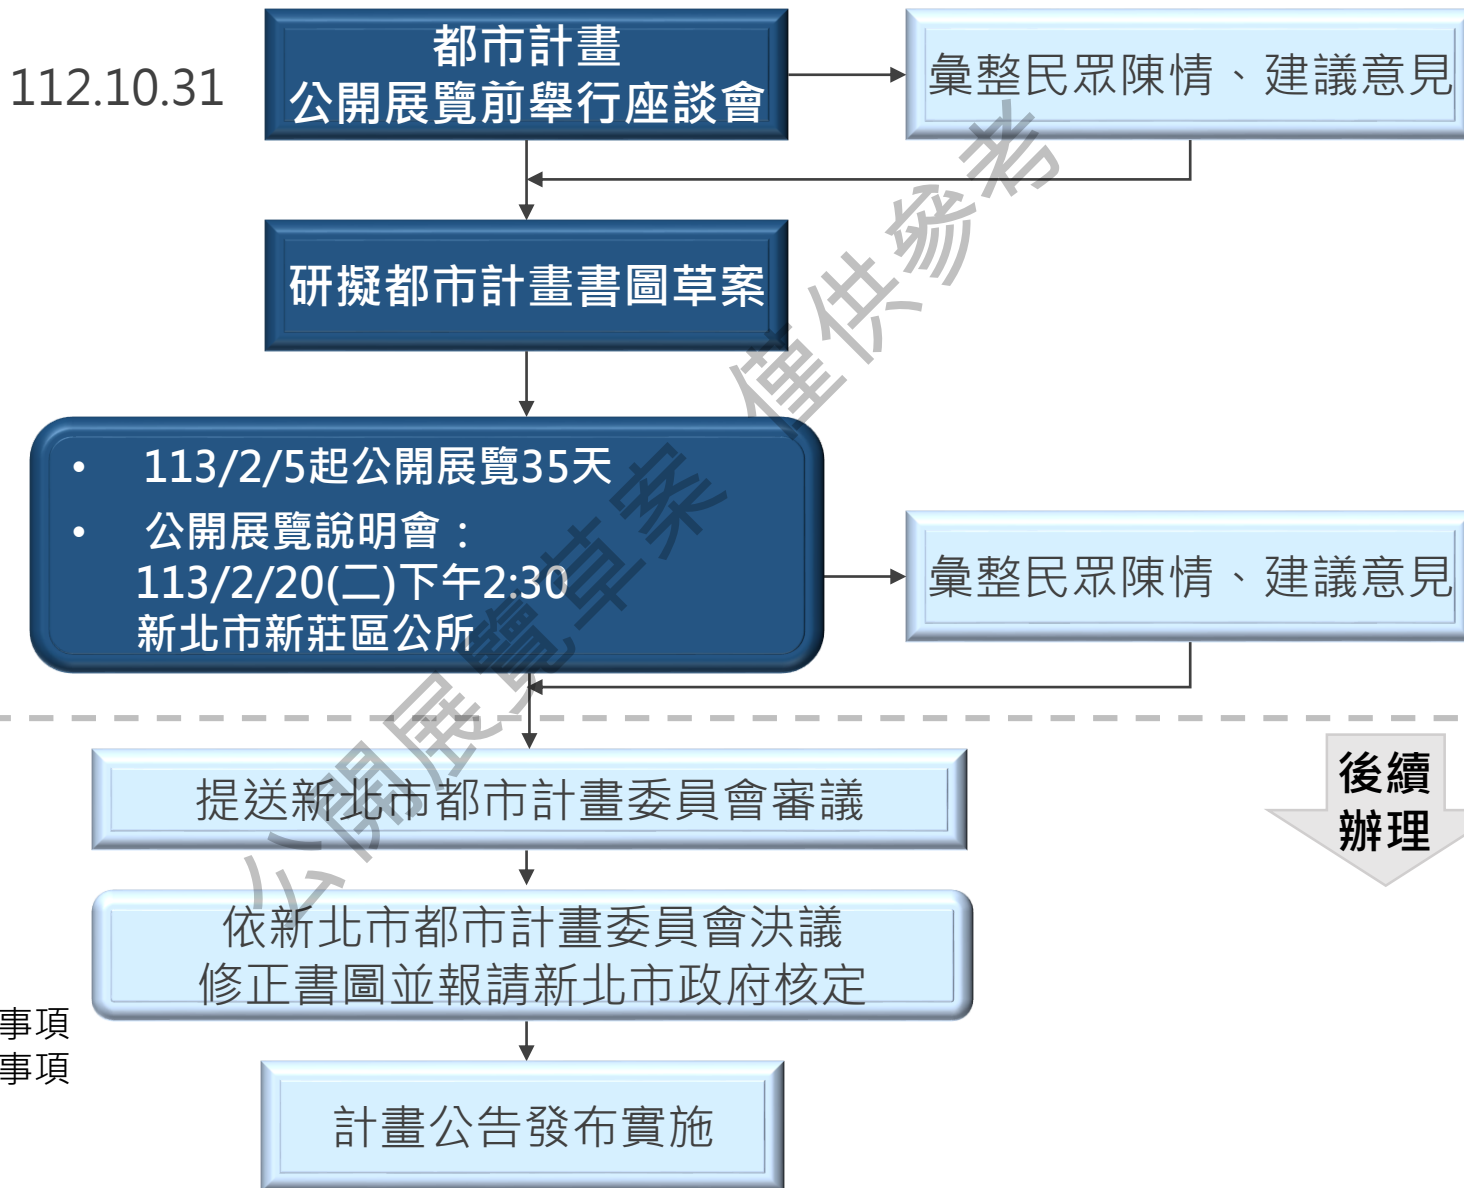 112.10.31
都市計畫
公開展覽前舉行座談會
彙整民眾陳情、建議意見
研擬都市計畫書圖草案
• 113/2/5起公開展覽35天
• 公開展覽說明會：
113/2/20(二)下午2:30
新北市新莊區公所
彙整民眾陳情、建議意見
後續
辦理
提送新北市都市計畫委員會審議
依新北市都市計畫委員會決議
修正書圖並報請新北市政府核定
事項
事項
計畫公告發布實施
公開展覽草案 僅供參考